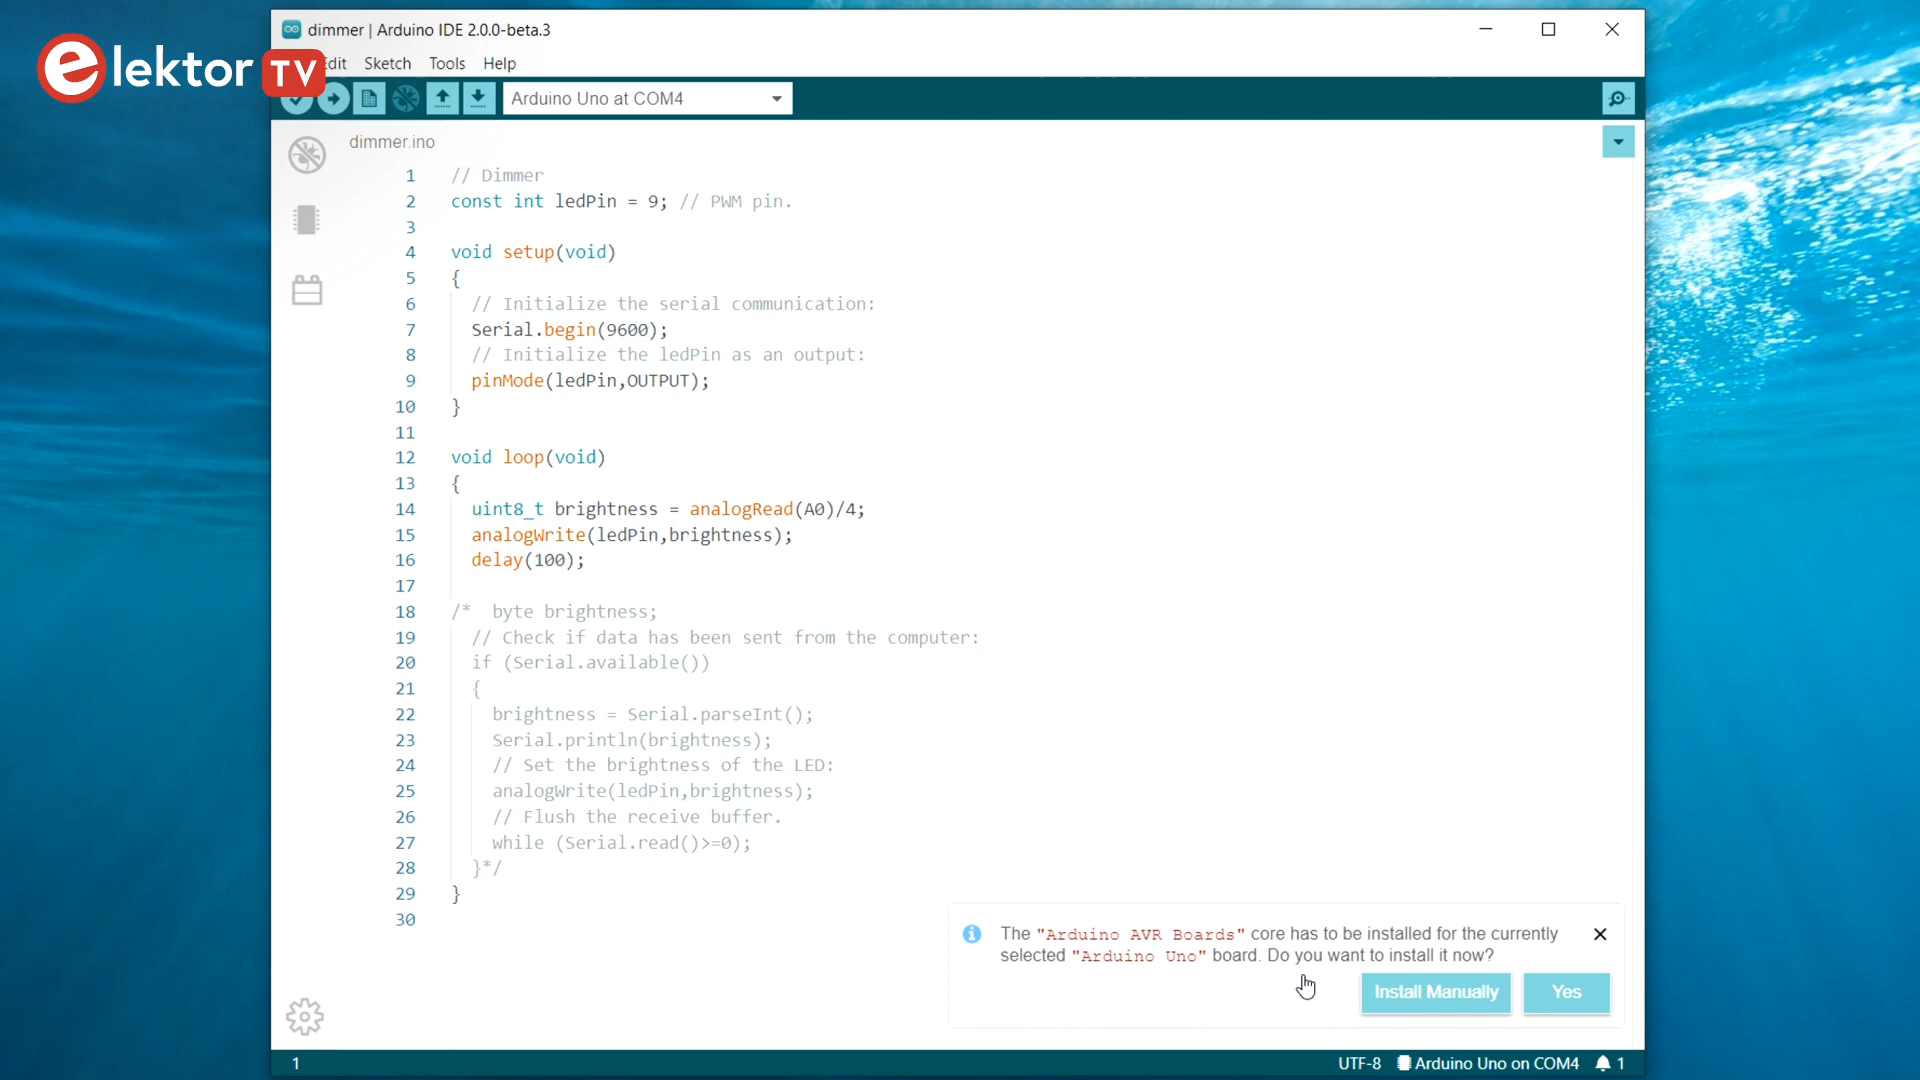 elektor TV
dimmer | Arduino IDE 2.0.0-beta.3
dit Sketch Tools Help
Arduino Uno at COM4
dimmer.ino
1 // Dimmer
2 const int ledPin = 9; // PWM pin.
3
4 void setup(void)
5 {
6 // Initialize the serial communication:
7 Serial.begin(9600);
8 // Initialize the ledPin as an output:
9 pinMode(ledPin,OUTPUT);
10 }
11
12 void loop(void)
13 {
14 uint8_t brightness = analogRead(A0)/4;
15 analogWrite(ledPin,brightness);
16 delay(100);
17
18 /* byte brightness;
19 // Check if data has been sent from the computer:
20 if (Serial.available())
21 {
22 brightness = Serial.parseInt();
23 Serial.println(brightness);
24 // Set the brightness of the LED:
25 analogWrite(ledPin,brightness);
26 // Flush the receive buffer.
27 while (Serial.read()>=0);
28 }*/
29 }
30
The "Arduino AVR Boards" core has to be installed for the currently
selected "Arduino Uno" board. Do you want to install it now?
Install Manually Yes
1 UTF-8 Arduino Uno on COM4 1